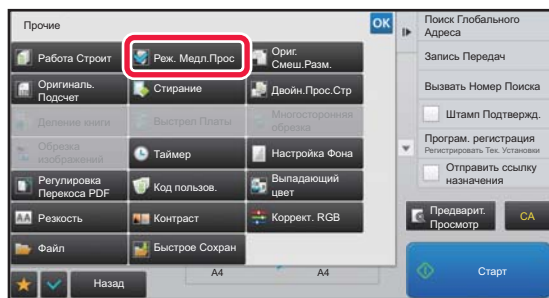 Прочие
OK
Работа Строит
Реж. Медл.Прос
Ориг.
Смеш.Разм.
Оригиналь.
Подсчет
Стирание
Двойн.Прос.Стр
Деление книги
Выстрел Платы
Многосторонняя
обрезка
Обрезка
изображений
Таймер
Настройка Фона
Регулировка
Перекоса PDF
Код пользов.
Выпадающий
цвет
AA
Резкость
Контраст
Коррект. RGB
Файл
Быстрое Сохран
Назад
A4
A4
Поиск Глобального
Адреса
Запись Передач
Вызвать Номер Поиска
Штамп Подтвержд.
Програм. регистрация
Регистрировать Тек. Установки
Отправить ссылку
назначения
Предварит.
Просмотр
CA
Старт